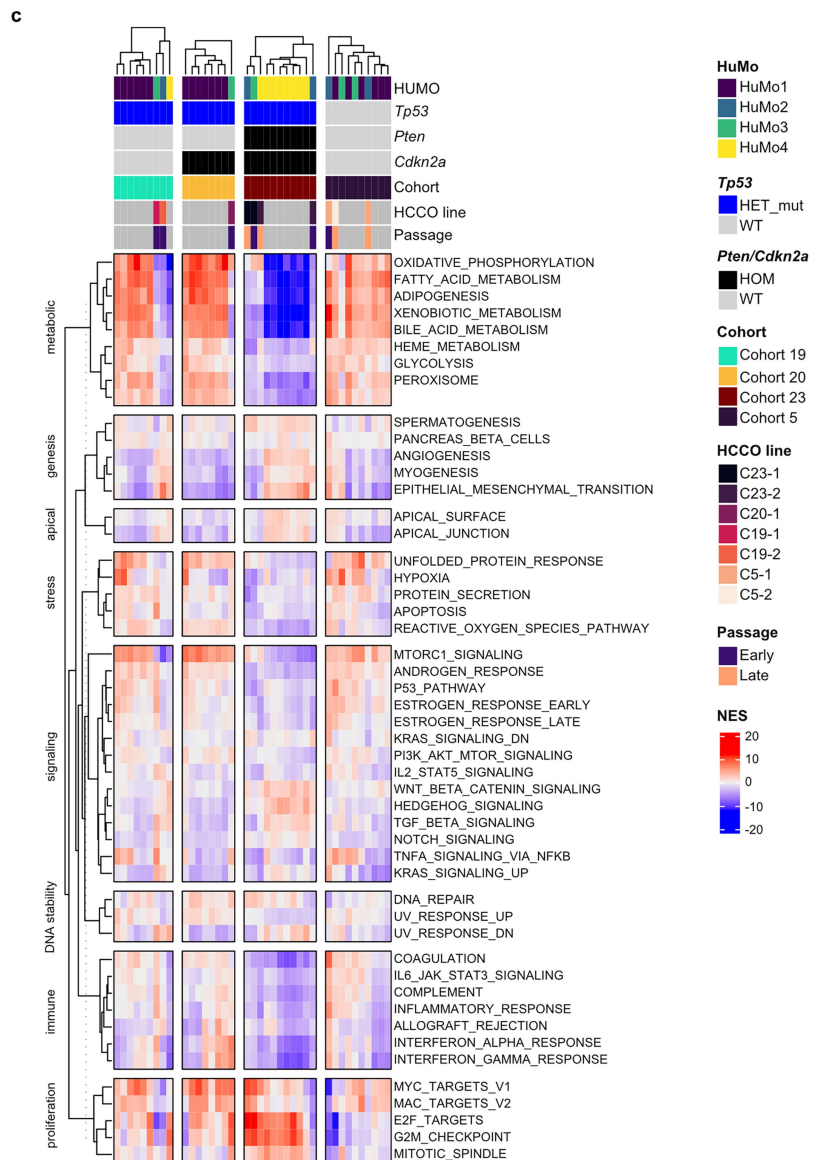 c
HUMO
Tp53
Pten
Cdkn2a
Cohort
HCCO line
Passage
metabolic
OXIDATIVE_PHOSPHORYLATION
FATTY_ACID_METABOLISM
ADIPOGENESIS
XENOBIOTIC_METABOLISM
BILE_ACID_METABOLISM
HEME_METABOLISM
GLYCOLYSIS
PEROXISOME
genesis
SPERMATOGENESIS
PANCREAS_BETA_CELLS
ANGIOGENESIS
MYOGENESIS
EPITHELIAL_MESENCHYMAL_TRANSITION
apical
APICAL_SURFACE
APICAL_JUNCTION
stress
UNFOLDED_PROTEIN_RESPONSE
HYPOXIA
PROTEIN_SECRETION
APOPTOSIS
REACTIVE_OXYGEN_SPECIES_PATHWAY
signaling
MTORC1_SIGNALING
ANDROGEN_RESPONSE
P53_PATHWAY
ESTROGEN_RESPONSE_EARLY
ESTROGEN_RESPONSE_LATE
KRAS_SIGNALING_DN
PI3K_AKT_MTOR_SIGNALING
IL2_STAT5_SIGNALING
WNT_BETA_CATENIN_SIGNALING
HEDGEHOG_SIGNALING
TGF_BETA_SIGNALING
NOTCH_SIGNALING
TNFA_SIGNALING_VIA_NFKB
KRAS_SIGNALING_UP
DNA stability
DNA_REPAIR
UV_RESPONSE_UP
UV_RESPONSE_DN
immune
COAGULATION
IL6_JAK_STAT3_SIGNALING
COMPLEMENT
INFLAMMATORY_RESPONSE
ALLOGRAFT_REJECTION
INTERFERON_ALPHA_RESPONSE
INTERFERON_GAMMA_RESPONSE
proliferation
MYC_TARGETS_V1
MAC_TARGETS_V2
E2F_TARGETS
G2M_CHECKPOINT
MITOTIC_SPINDLE
HuMo
HuMo1
HuMo2
HuMo3
HuMo4
Tp53
HET_mut
WT
Pten/Cdkn2a
HOM
WT
Cohort
Cohort 19
Cohort 20
Cohort 23
Cohort 5
HCCO line
C23-1
C23-2
C20-1
C19-1
C19-2
C5-1
C5-2
Passage
Early
Late
NES
20
10
0
-10
-20